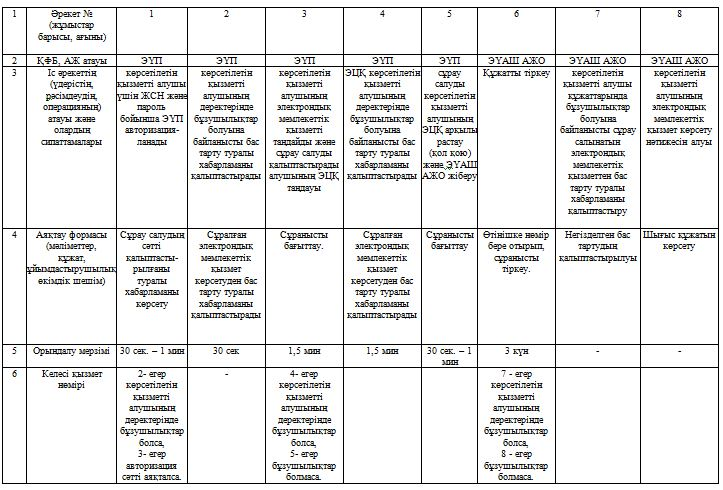 1
Әрекет №
(жұмыстар
барысы, ағыны)
1
2
3
4
5
6
7
8
2
ҚФБ, АЖ атауы
ЭҮП
ЭҮП
ЭҮП
ЭҮП
ЭҮП
ЭҮАШ АЖО
ЭҮАШ АЖО
ЭҮАШ АЖО
3
Іс әрекеттің
(үдерістің,
рәсімдеудің,
операцияның)
атауы және
олардың
сипаттамалары
көрсетілетін
қызметті алушы
үшін ЖСН және
пароль
бойынша ЭҮП
авторизация-
ланады
көрсетілетін
қызметті
алушының
деректерінде
бұзушылықтар
болуына
байланысты бас
тарту туралы
хабарламаны
қалыптастырады
көрсетілетін
қызметті
алушының
электрондық
мемлекеттік
қызметті
таңдайды және
сұрау салуды
қалыптастырады
алушының ЭЦҚ
таңдауы
ЭЦҚ көрсетілетін
қызметті
алушының
деректерінде
бұзушылықтар
болуына
байланысты бас
тарту туралы
хабарламаны
қалыптастырады
сұрау
салуды
көрсетілетін
қызметті
алушының
ЭЦҚ арқылы
растау
(қол қою)
және ЭҮАШ
АЖО жіберу
Құжатты тіркеу
көрсетілетін
қызметті алушы
құжаттарында
бұзушылықтар
болуына
байланысты сұрау
салынатын
электрондық
мемлекеттік
қызметтен бас
тарту туралы
хабарламаны
қалыптастыру
көрсетілетін
қызметті
алушының
электрондық
мемлекеттік
қызмет көрсету
нәтижесін алуы
4
Аяқтау формасы
(мәліметтер,
құжат,
ұйымдастырушылық
өкімдік шешім)
Сұрау салудың
сәтті
қалыптасты-
рылғаны
туралы
хабарламаны
көрсету
Сұралған
электрондық
мемлекеттік
қызмет
көрсетуден бас
тарту туралы
хабарламаны
қалыптастырады
Сұранысты
бағыттау.
Сұралған
электрондық
мемлекеттік
қызмет
көрсетуден бас
тарту туралы
хабарламаны
қалыптастырады
Сұранысты
бағыттау
Өтінішке нөмір
бере отырып,
сұранысты
тіркеу.
Негізделген бас
тартудың
қалыптастырылуы
Шығыс құжатын
көрсету
5
Орындалу мерзімі
30 сек. – 1 мин
30 сек
1,5 мин
1,5 мин
30 сек. – 1
мин
3 күн
-
-
6
Келесі қызмет
нөмірі
2- егер
көрсетілетін
қызметті
алушының
деректерінде
бұзушылықтар
болса,
3- егер
авторизация
сәтті аяқталса.
-
4- егер
көрсетілетін
қызметті
алушының
деректерінде
бұзушылықтар
болса,
5- егер
бұзушылықтар
болмаса.
7 - егер
көрсетілетін
қызметті
алушының
деректерінде
бұзушылықтар
болса,
8 - егер
бұзушылықтар
болмаса.